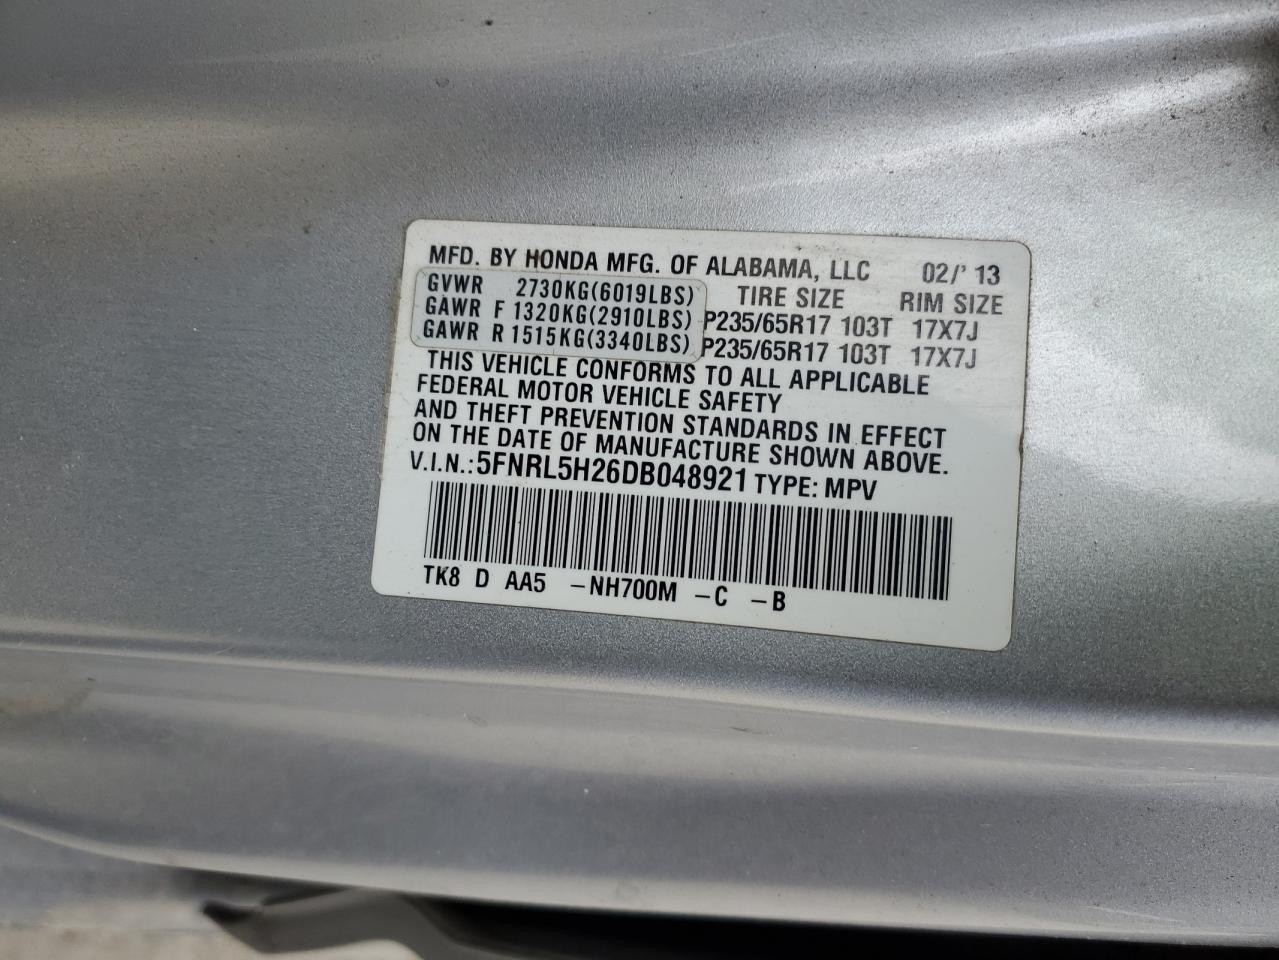 MFD. BY HONDA MFG. OF ALABAMA, LLC 02/'13
GVWR 2730KG(6019LBS) TIRE SIZE RIM SIZE
GAWR F 1320KG(2910LBS) P235/65R17 103T 17X7J
GAWR R 1515KG(3340LBS) P235/65R17 103T 17X7J
THIS VEHICLE CONFORMS TO ALL APPLICABLE
FEDERAL MOTOR VEHICLE SAFETY
AND THEFT PREVENTION STANDARDS IN EFFECT
ON THE DATE OF MANUFACTURE SHOWN ABOVE.
V.I.N.:5FNRL5H26DB048921 TYPE: MPV
TK8 D AA5 -NH700M -C -B